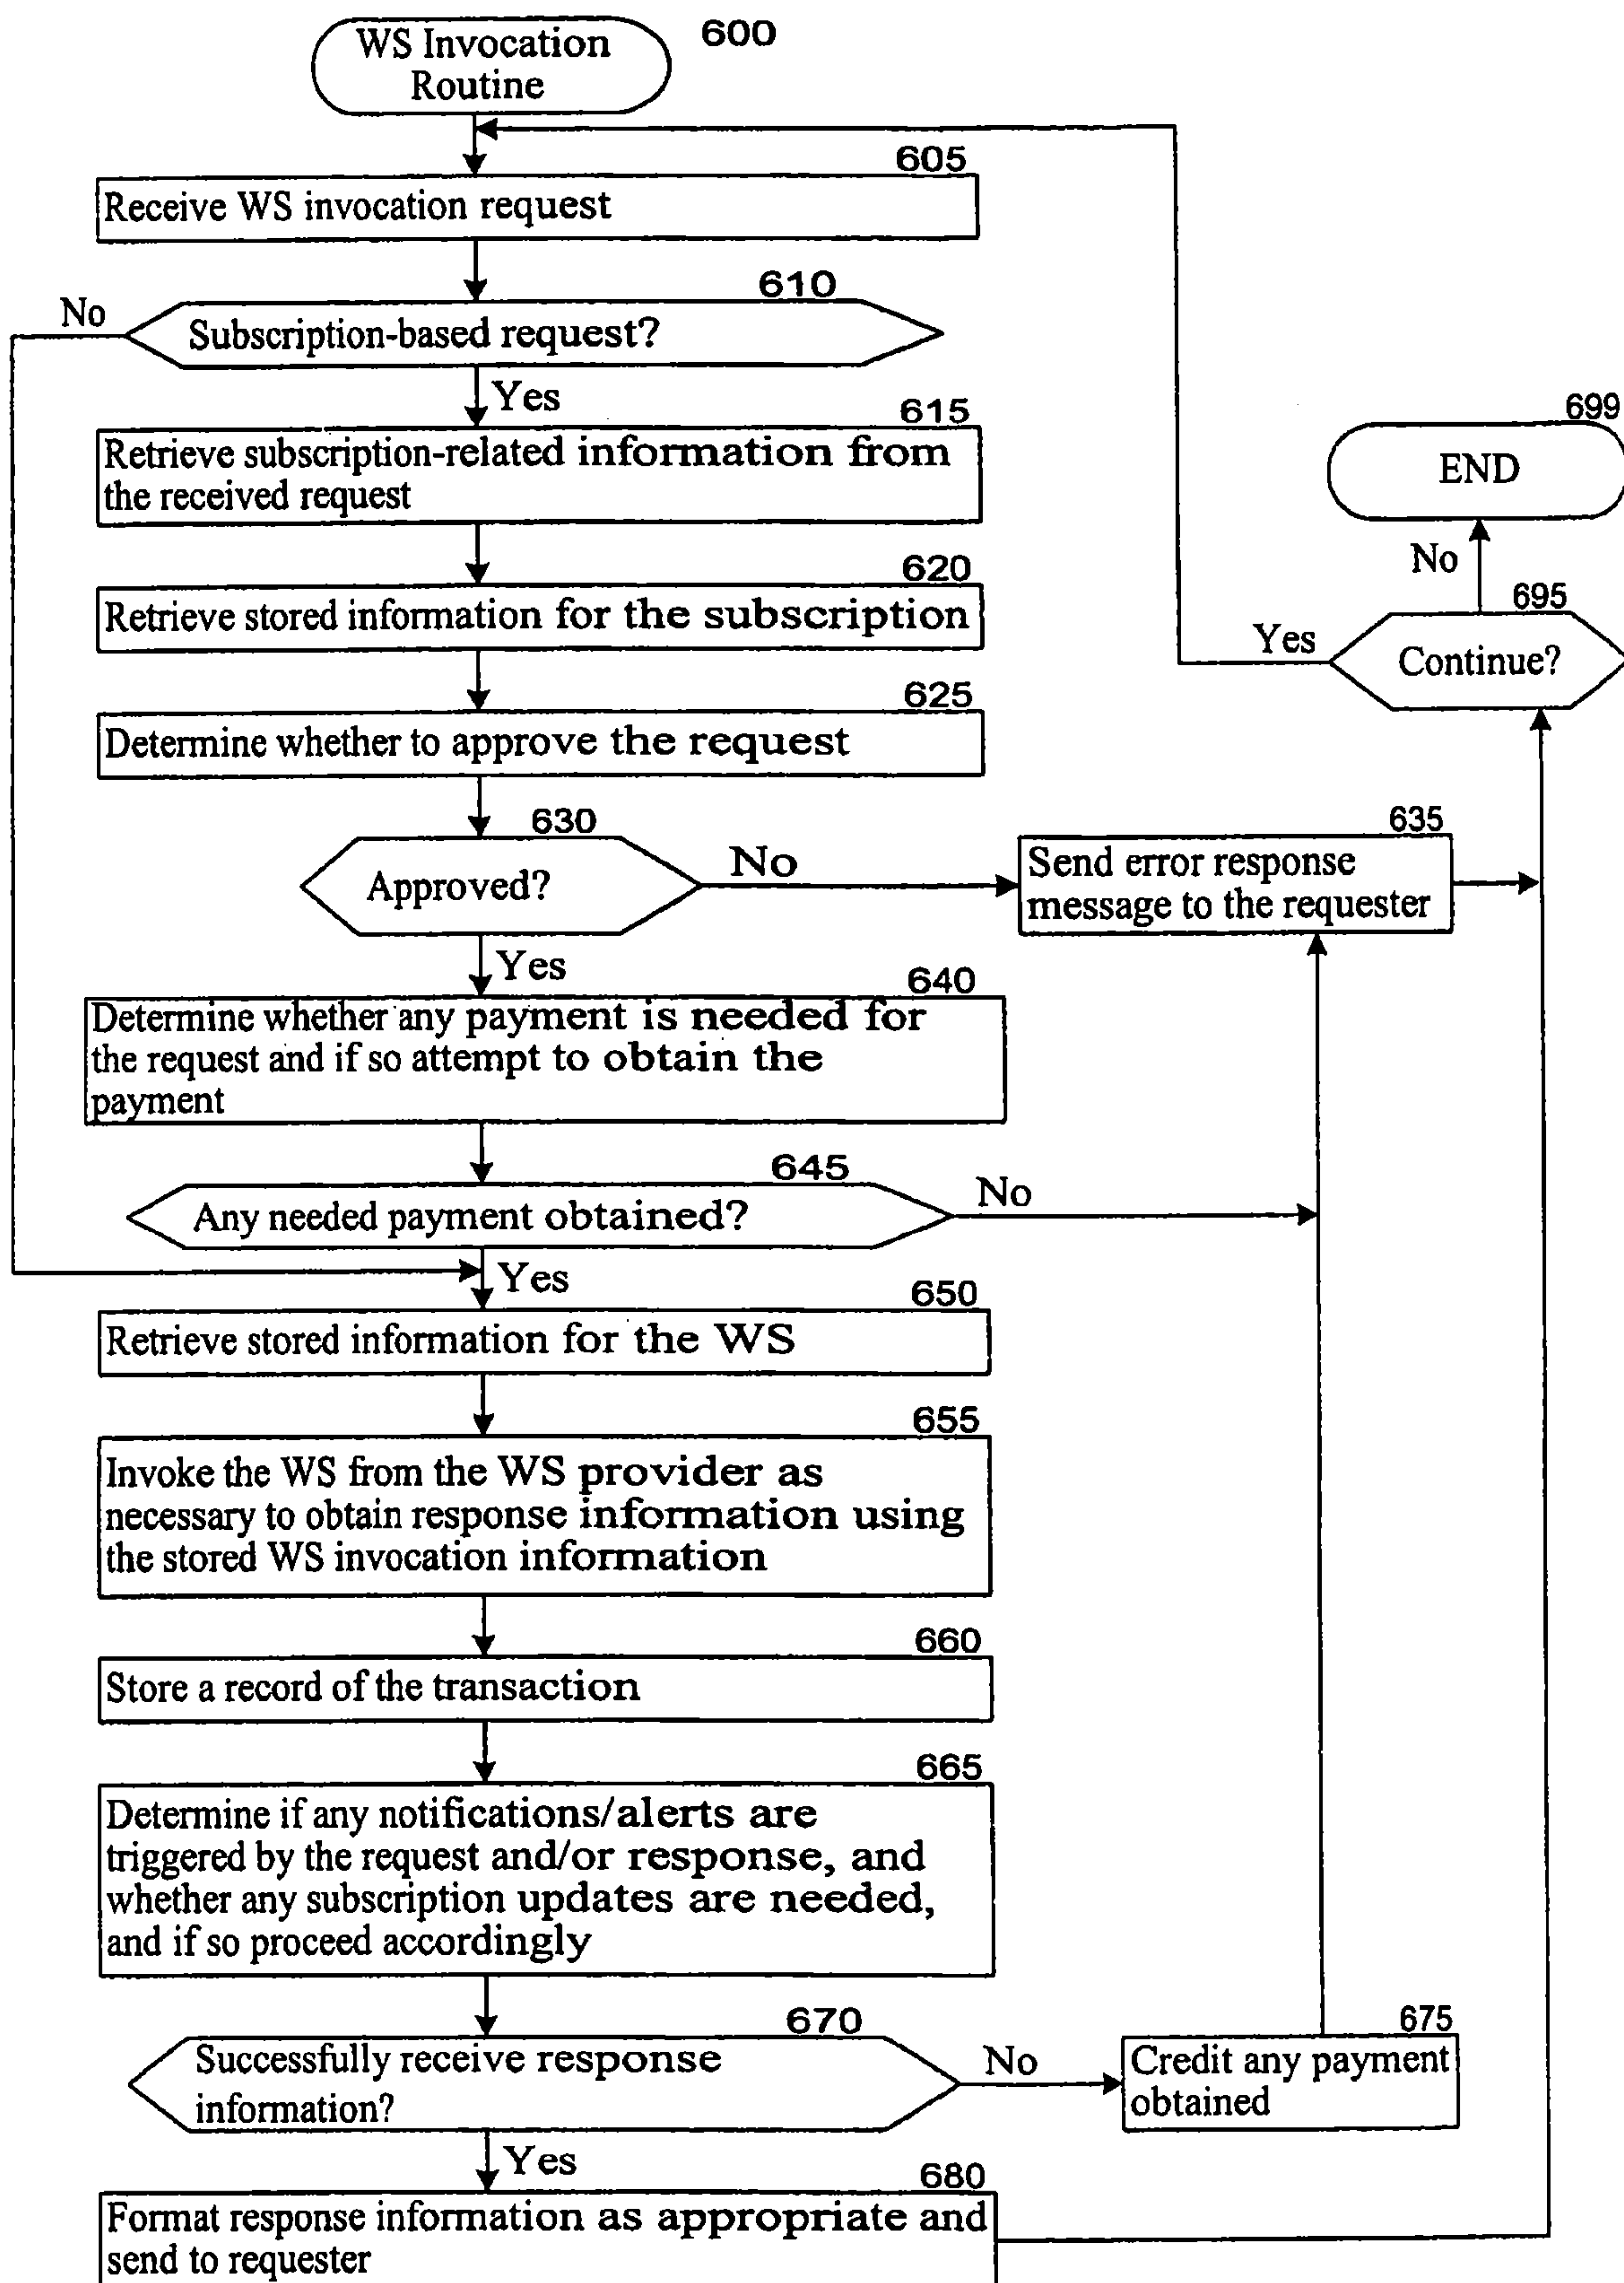 WS Invocation
Routine
600
605
Receive WS invocation request
610
No
Subscription-based request?
Yes
615
Retrieve subscription-related information from
the received request
699
END
No
620
Retrieve stored information for the subscription
695
Yes
Continue?
625
Determine whether to approve the request
630
Approved?
No
635
Send error response
message to the requester
Yes
640
Determine whether any payment is needed for
the request and if so attempt to obtain the
payment
645
Any needed payment obtained?
No
Yes
650
Retrieve stored information for the WS
655
Invoke the WS from the WS provider as
necessary to obtain response information using
the stored WS invocation information
660
Store a record of the transaction
665
Determine if any notifications/alerts are
triggered by the request and/or response, and
whether any subscription updates are needed,
and if so proceed accordingly
670
Successfully receive response
information?
No
675
Credit any payment
obtained
Yes
680
Format response information as appropriate and
send to requester